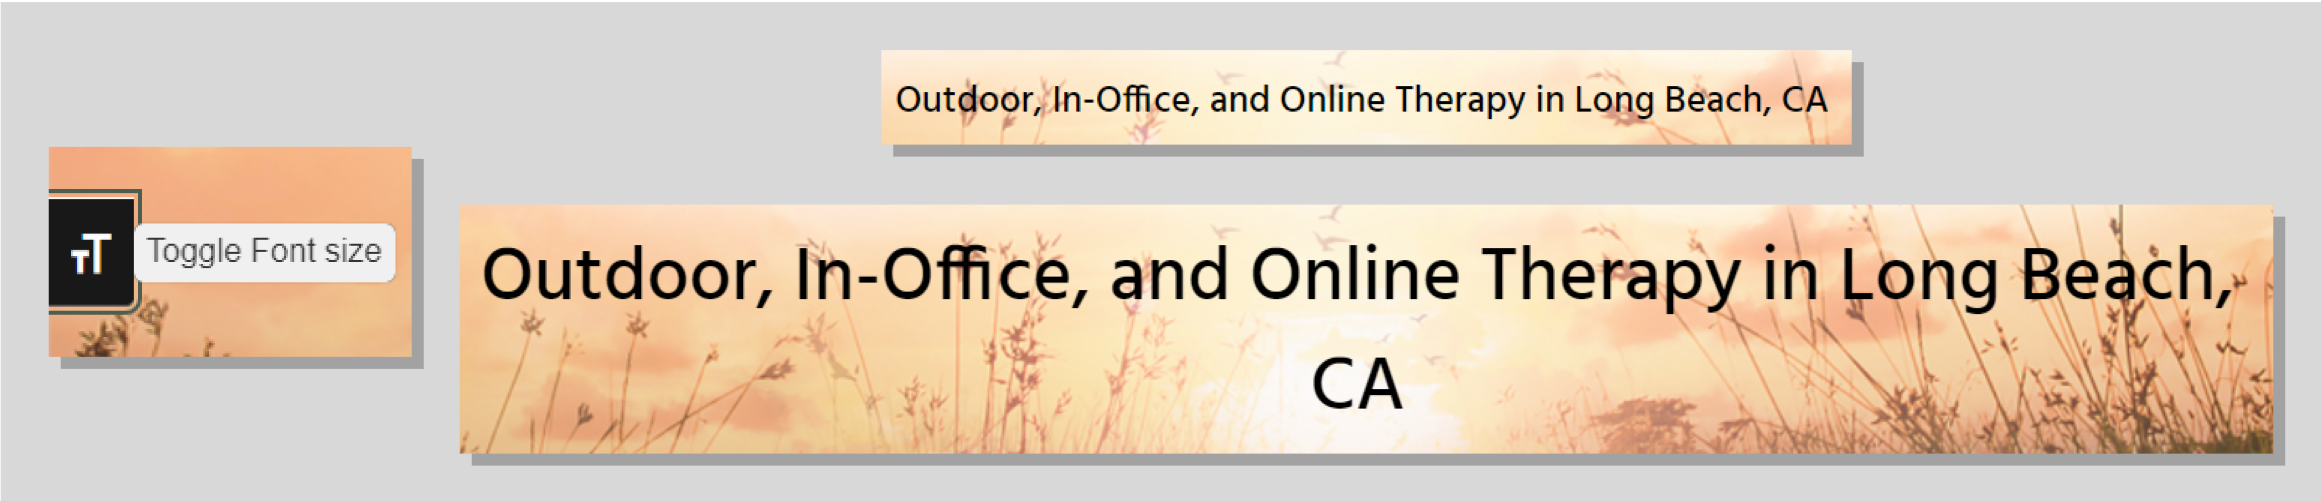 Outdoor, In-Office, and Online Therapy in Long Beach, CA
TT Toggle Font size
Outdoor, In-Office, and Online Therapy in Long Beach,
CA